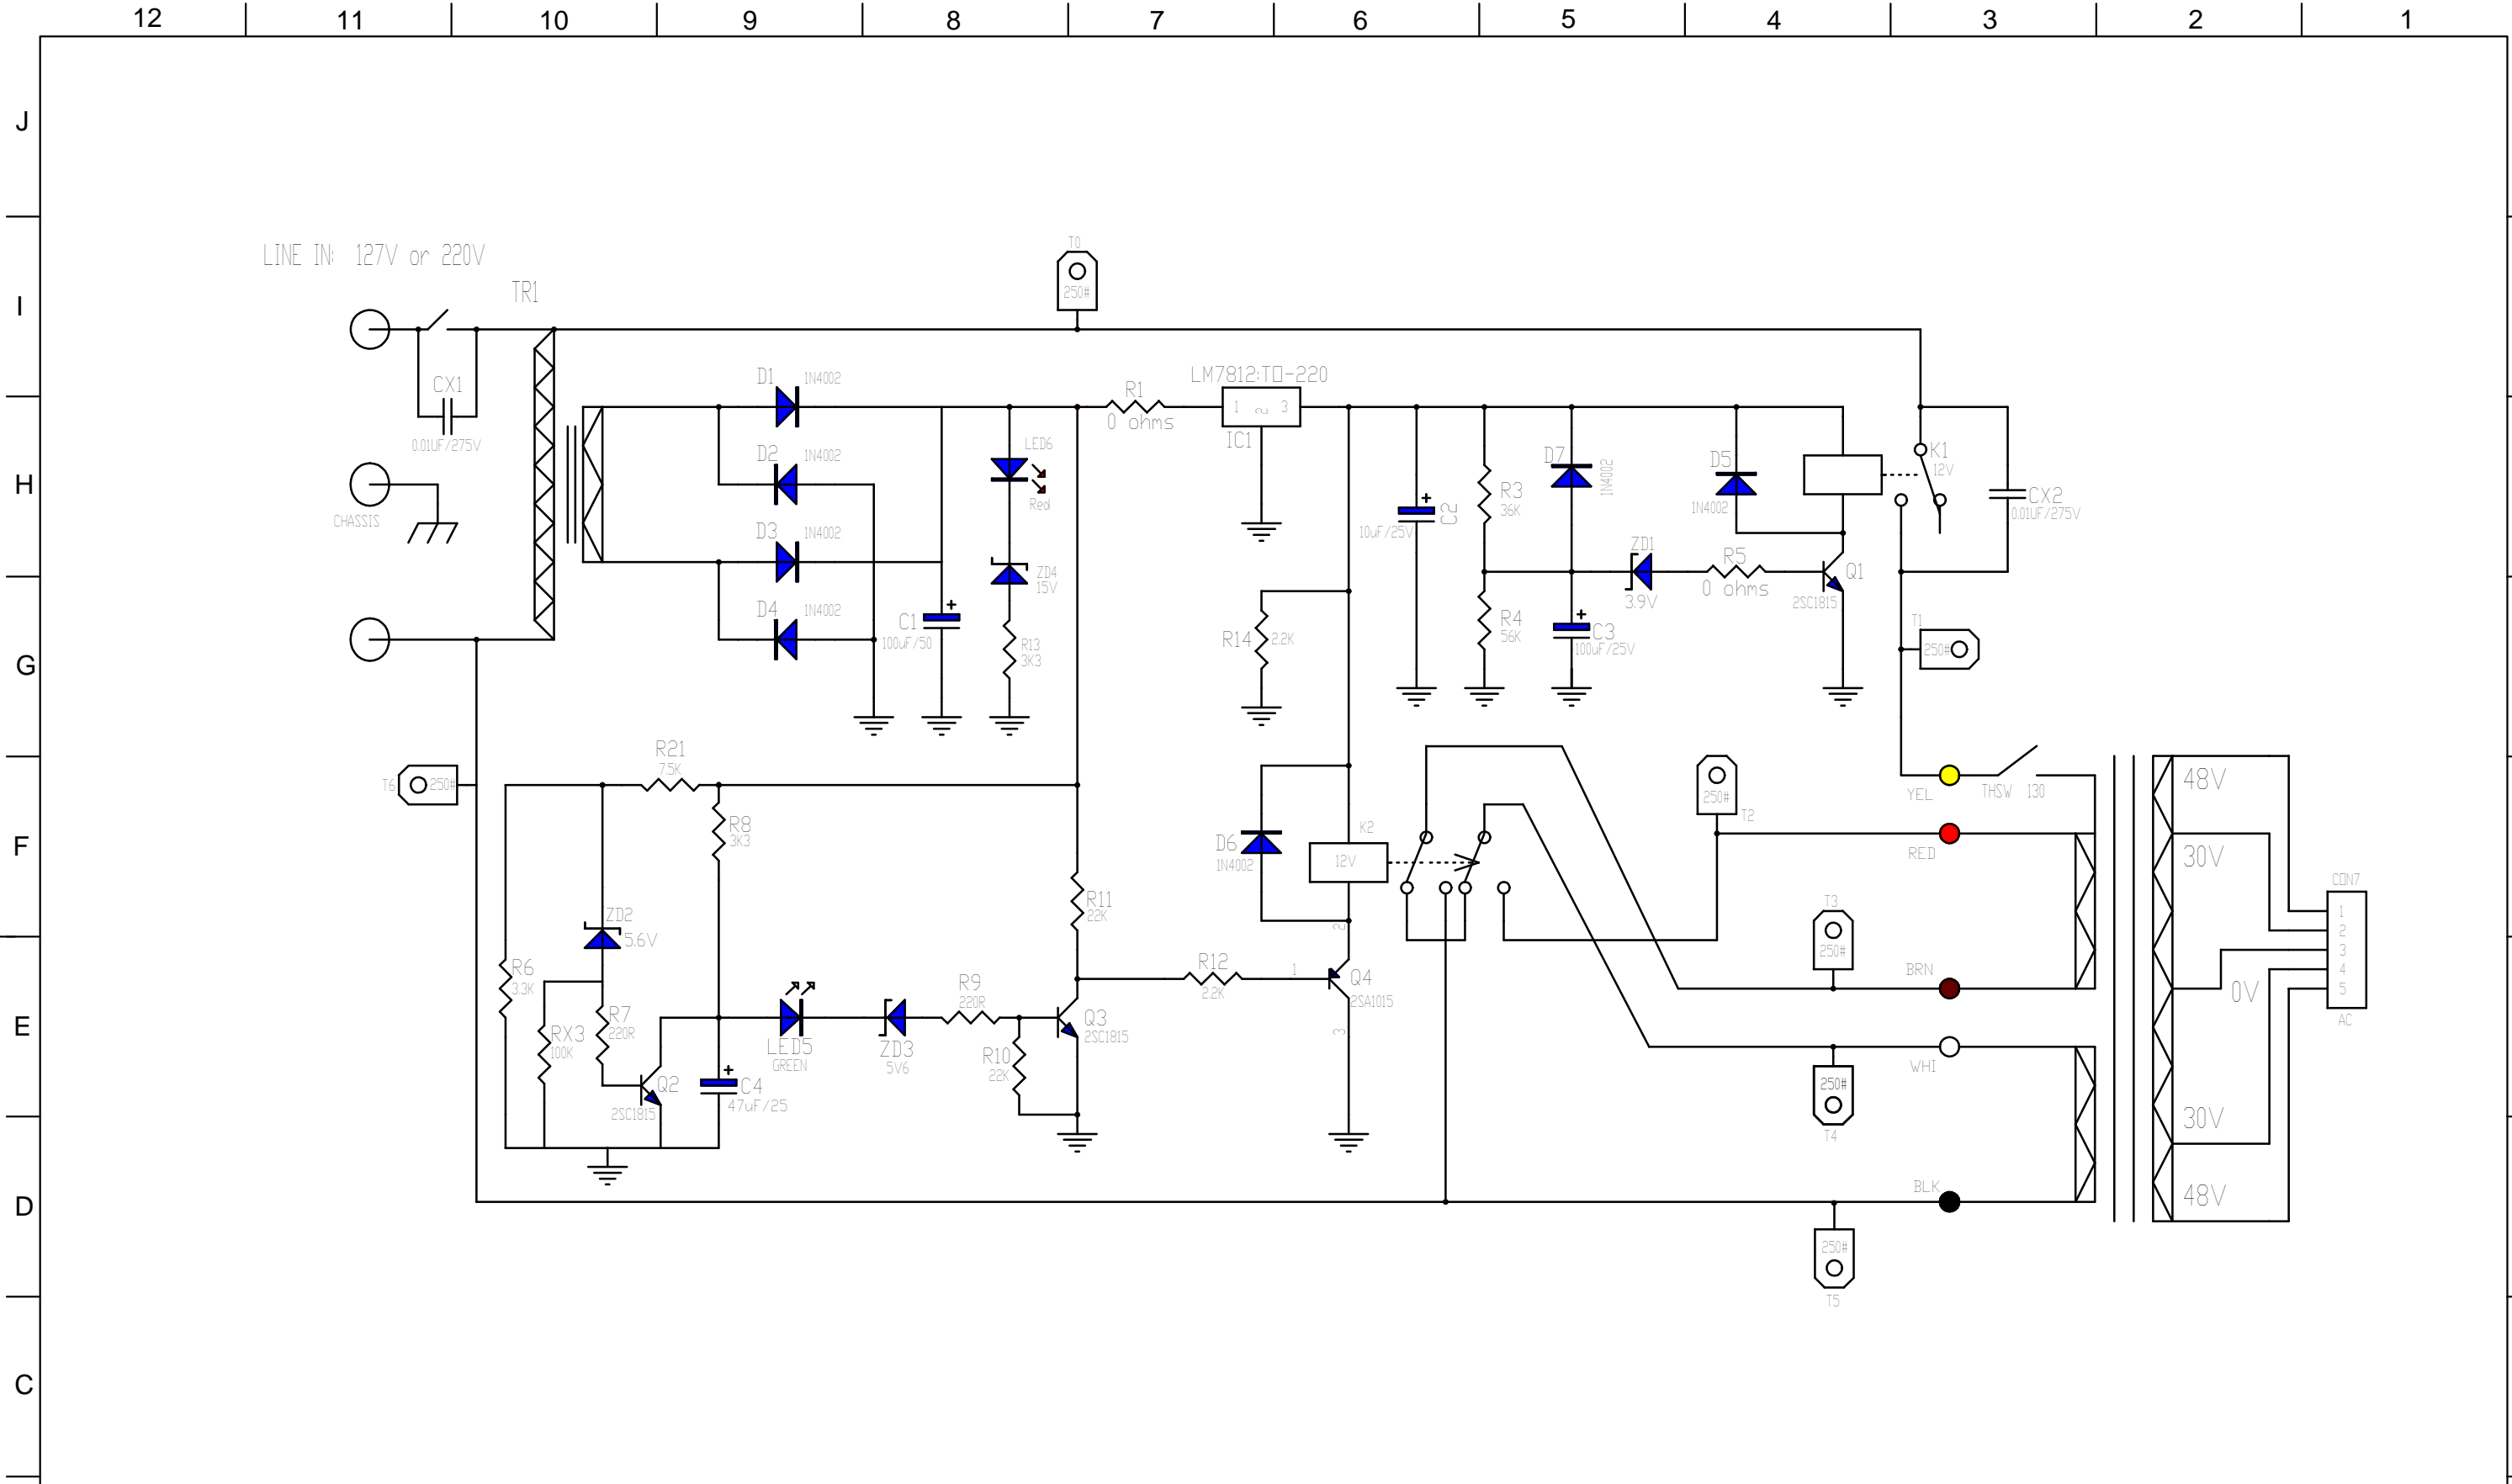 12 11 10 9 8 7 6 5 4 3 2 1
J
I
H
G
F
E
D
C
LINE IN: 127V or 220V
TR1
T0
250#
CX1
0.01UF/275V
CHASSIS
D1 1N4002
D2 1N4002
D3 1N4002
D4 1N4002
C1
100uF/50
LED6
Red
ZD4
15V
R13
3K3
R1
0 ohms
LM7812:TO-220
1 2 3
IC1
R14 2.2K
10uF/25V C2
R3
36K
R4
56K
D7 1N4002
C3
100uF/25V
ZD1
3.9V
D5
1N4002
R5
0 ohms
Q1
2SC1815
K1
12V
CX2
0.01UF/275V
T1
250#
T6 250#
R21
7.5K
R8
3K3
ZD2
5.6V
R6
3.3K
RX3
100K
R7
220R
Q2
2SC1815
C4
47uF/25
LED5
GREEN
ZD3
5V6
R9
220R
R10
22K
R11
22K
Q3
2SC1815
R12
2.2K
D6
1N4002
K2
12V
2
1
3
Q4
2SA1015
250#
T2
T3
250#
250#
T4
250#
T5
YEL THSW 130
RED
BRN
WHI
BLK
48V
30V
0V
30V
48V
CON7
1
2
3
4
5
AC